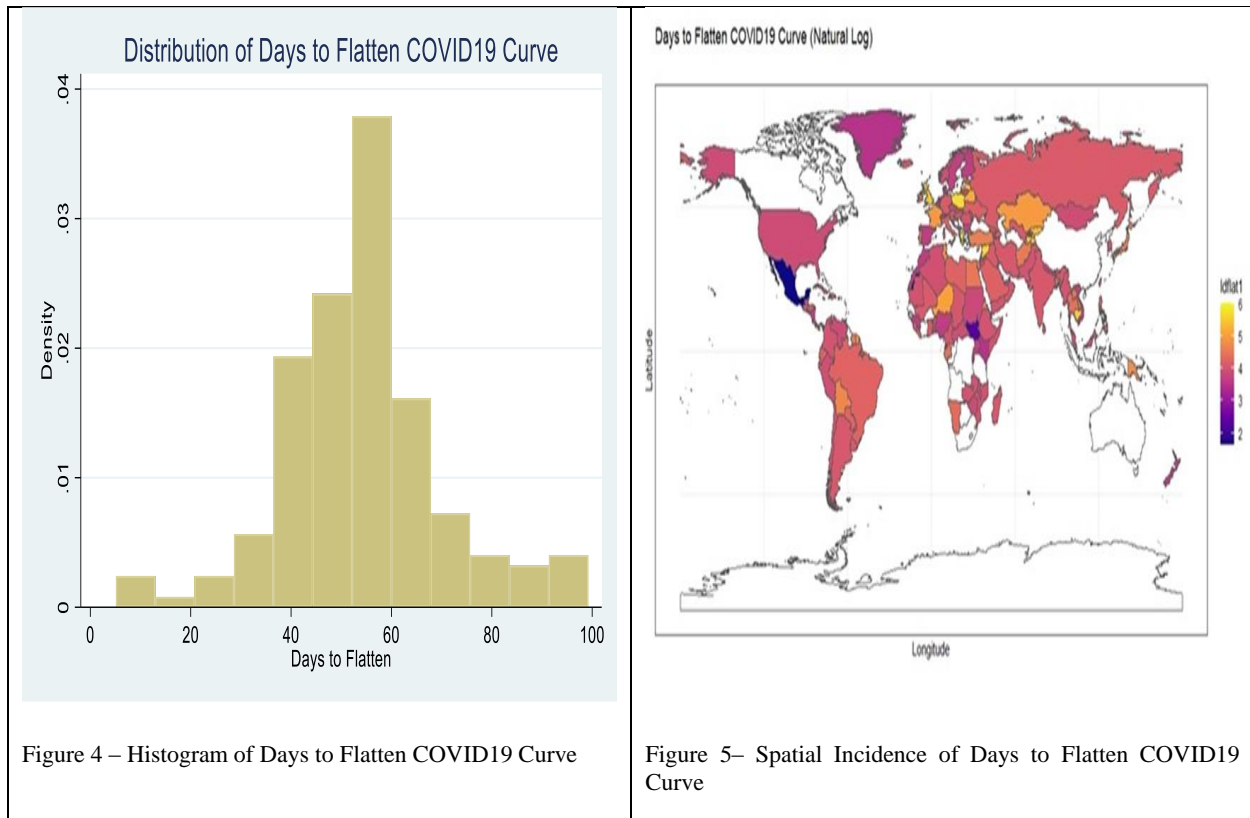 Distribution of Days to Flatten COVID19 Curve
.04
.03
.02
.01
0
Density
0 20 40 60 80 100
Days to Flatten
Figure 4 – Histogram of Days to Flatten COVID19 Curve
Days to Flatten COVID19 Curve (Natural Log)
Latitude
Longitude
ldflat1
6
5
4
3
2
Figure 5– Spatial Incidence of Days to Flatten COVID19
Curve